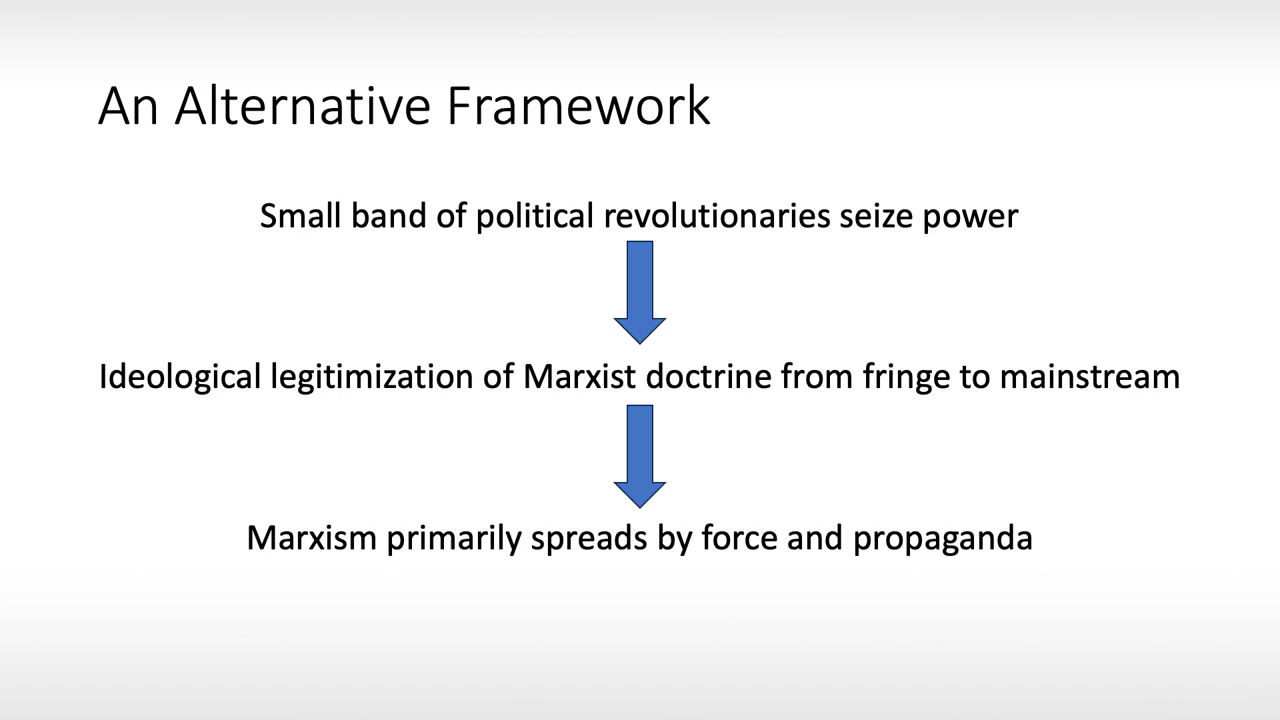 An Alternative Framework
Small band of political revolutionaries seize power
Ideological legitimization of Marxist doctrine from fringe to mainstream
Marxism primarily spreads by force and propaganda